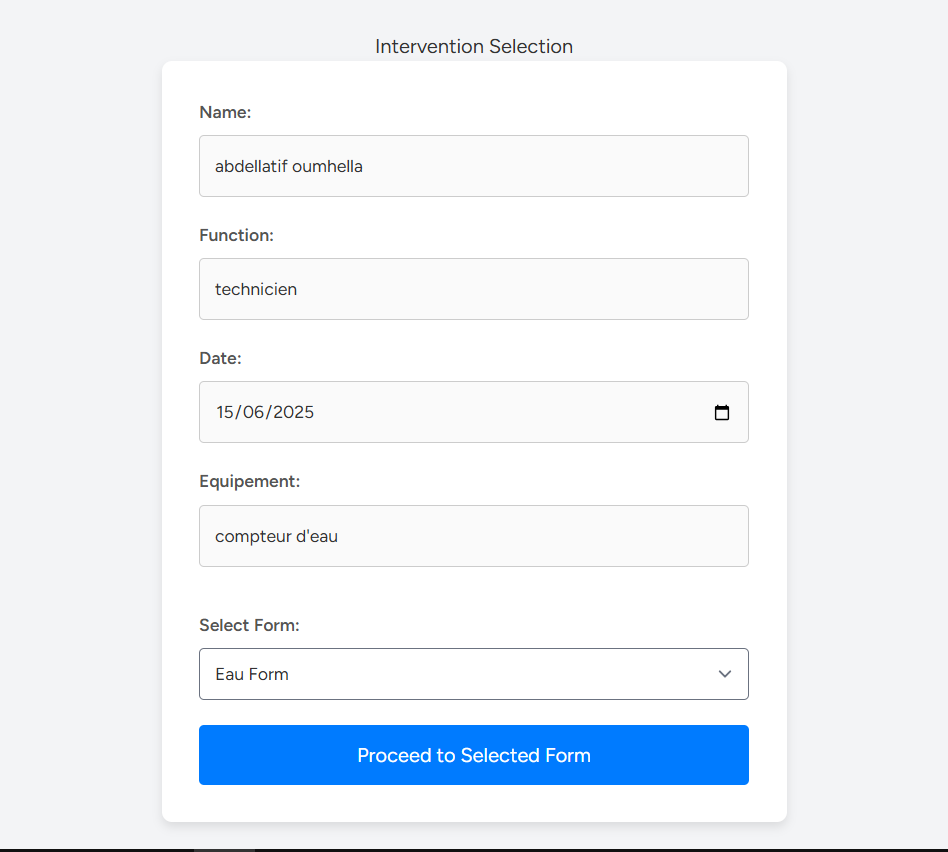 Intervention Selection
Name:
abdellatif oumhella
Function:
technicien
Date:
15/06/2025
Equipement:
compteur d'eau
Select Form:
Eau Form
Proceed to Selected Form